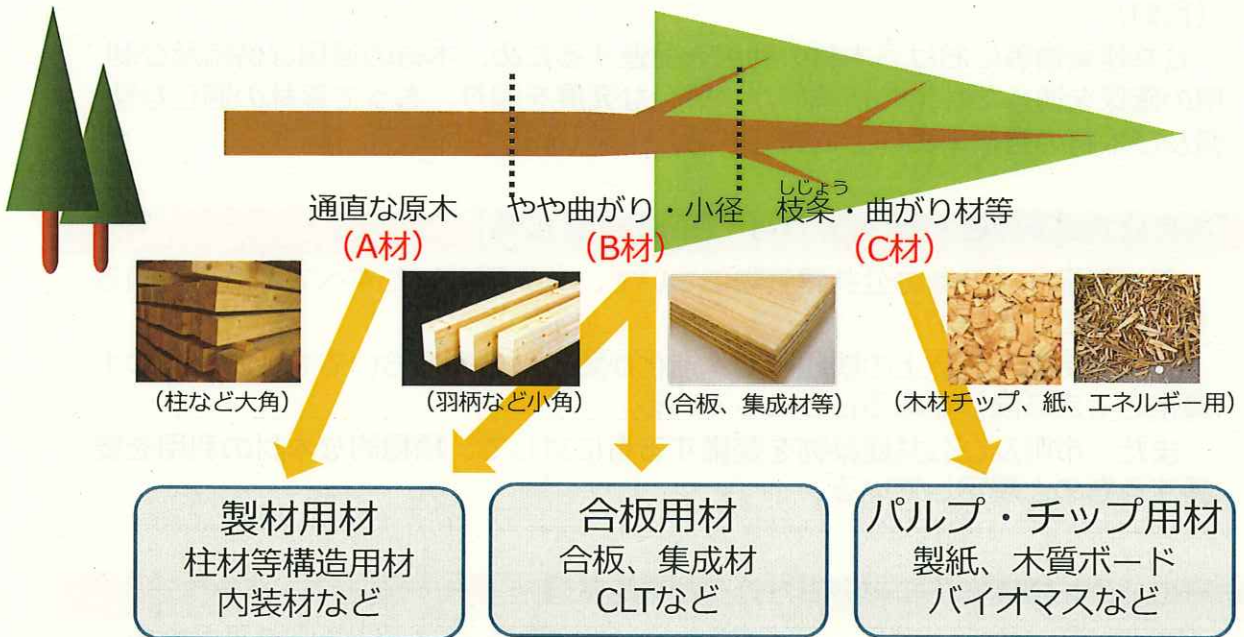 しじょう
通直な原木 やや曲がり・小径 枝条・曲がり材等
(A材) (B材) (C材)
(柱など大角) (羽柄など小角) (合板、集成材等) (木材チップ、紙、エネルギー用)
製材用材
柱材等構造用材
内装材など
合板用材
合板、集成材
CLTなど
パルプ・チップ用材
製紙、木質ボード
バイオマスなど